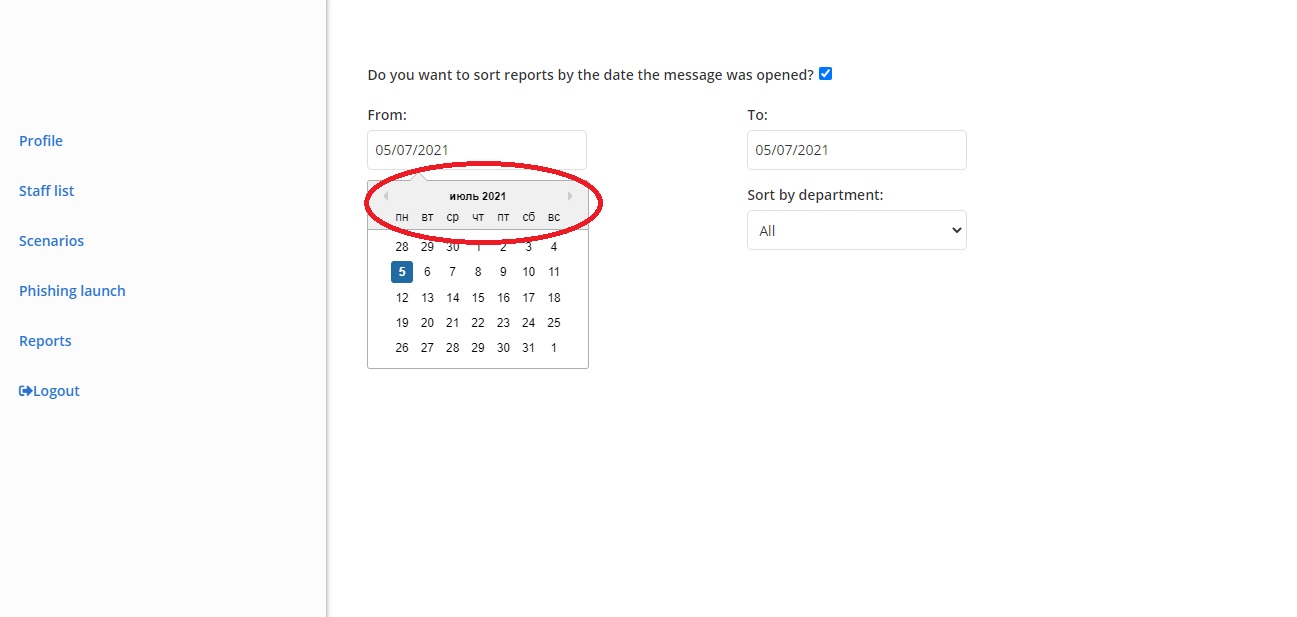 Profile
Staff list
Scenarios
Phishing launch
Reports
Logout
Do you want to sort reports by the date the message was opened?
From:
05/07/2021
июль 2021
пн вт ср чт пт сб вс
28 29 30 1 2 3 4
5 6 7 8 9 10 11
12 13 14 15 16 17 18
19 20 21 22 23 24 25
26 27 28 29 30 31 1
To:
05/07/2021
Sort by department:
All